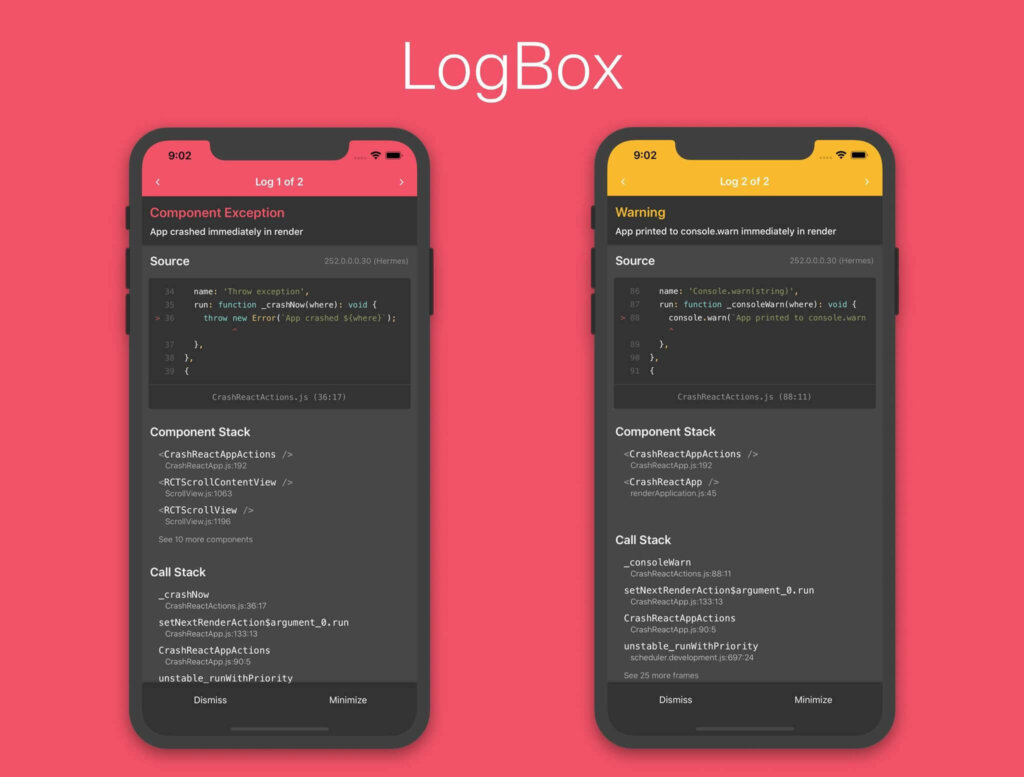 LogBox
9:02
‹ Log 1 of 2 ›
Component Exception
App crashed immediately in render
Source 252.0.0.0.30 (Hermes)
34 name: 'Throw exception',
35 run: function _crashNow(where): void {
> 36 throw new Error(`App crashed ${where}`);
^
37 },
38 },
39 {
CrashReactActions.js (36:17)
Component Stack
<CrashReactAppActions />
CrashReactApp.js:192
<RCTScrollContentView />
ScrollView.js:1063
<RCTScrollView />
ScrollView.js:1196
See 10 more components
Call Stack
_crashNow
CrashReactActions.js:36:17
setNextRenderAction$argument_0.run
CrashReactApp.js:133:13
CrashReactAppActions
CrashReactApp.js:90:5
unstable_runWithPriority
Dismiss Minimize
9:02
‹ Log 2 of 2 ›
Warning
App printed to console.warn immediately in render
Source 252.0.0.0.30 (Hermes)
86 name: 'Console.warn(string)',
87 run: function _consoleWarn(where): void {
> 88 console.warn(`App printed to console.warn
^
89 },
90 },
91 {
CrashReactActions.js (88:11)
Component Stack
<CrashReactAppActions />
CrashReactApp.js:192
<CrashReactApp />
renderApplication.js:45
Call Stack
_consoleWarn
CrashReactActions.js:88:11
setNextRenderAction$argument_0.run
CrashReactApp.js:133:13
CrashReactAppActions
CrashReactApp.js:90:5
unstable_runWithPriority
scheduler.development.js:697:24
See 25 more frames
Dismiss Minimize